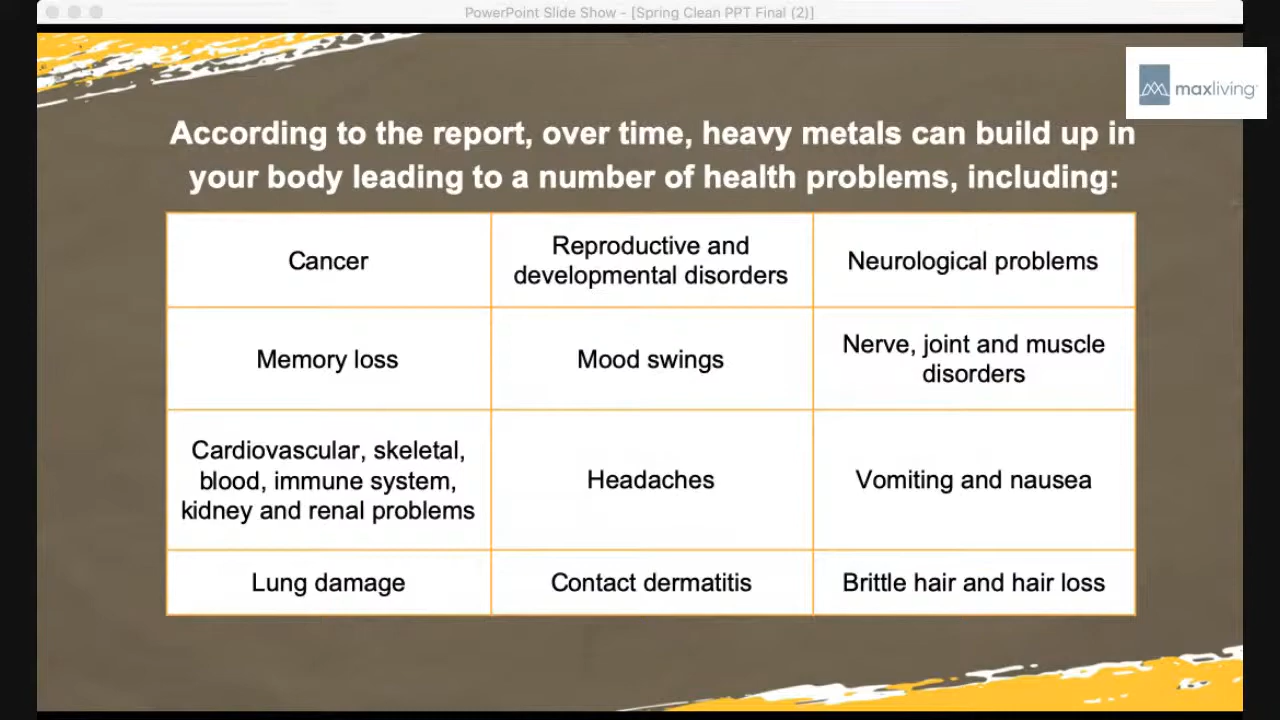 PowerPoint Slide Show - [Spring Clean PPT Final (2)]
maxliving
According to the report, over time, heavy metals can build up in
your body leading to a number of health problems, including:
Cancer
Reproductive and
developmental disorders
Neurological problems
Memory loss
Mood swings
Nerve, joint and muscle
disorders
Cardiovascular, skeletal,
blood, immune system,
kidney and renal problems
Headaches
Vomiting and nausea
Lung damage
Contact dermatitis
Brittle hair and hair loss